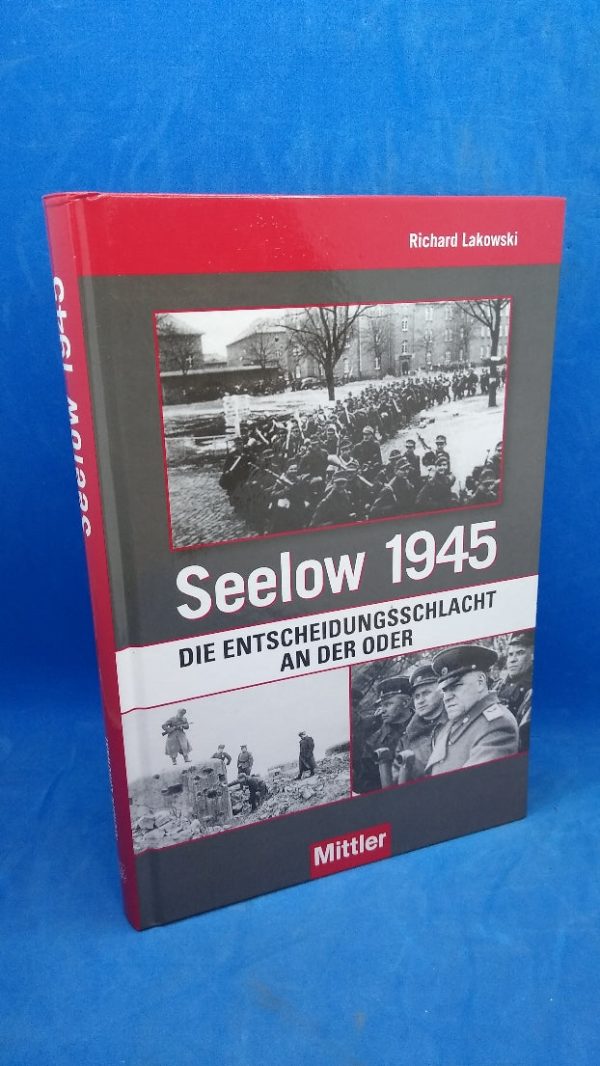 Richard Lakowski
Seelow 1945
Seelow 1945
DIE ENTSCHEIDUNGSSCHLACHT
AN DER ODER
Mittler